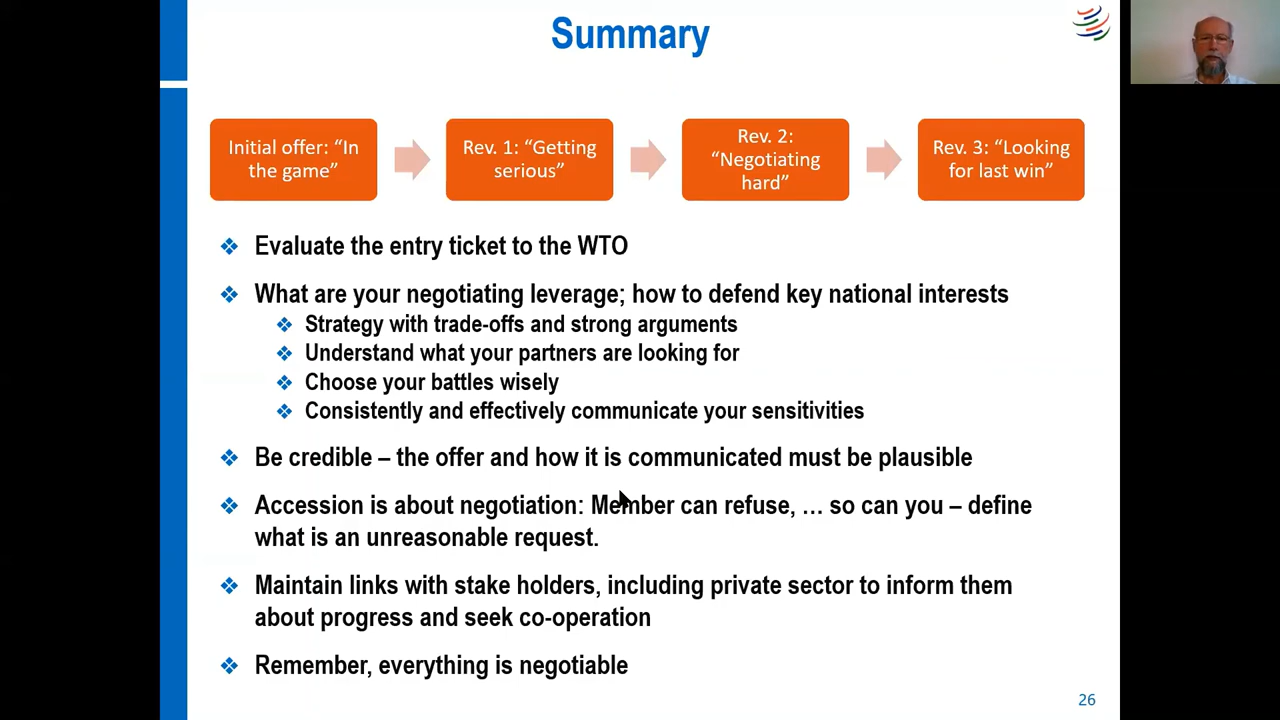 Summary
Initial offer: “In
the game”
Rev. 1: “Getting
serious”
Rev. 2:
“Negotiating
hard”
Rev. 3: “Looking
for last win”
Evaluate the entry ticket to the WTO
What are your negotiating leverage; how to defend key national interests
Strategy with trade-offs and strong arguments
Understand what your partners are looking for
Choose your battles wisely
Consistently and effectively communicate your sensitivities
Be credible – the offer and how it is communicated must be plausible
Accession is about negotiation: Member can refuse, … so can you – define
what is an unreasonable request.
Maintain links with stake holders, including private sector to inform them
about progress and seek co-operation
Remember, everything is negotiable
26